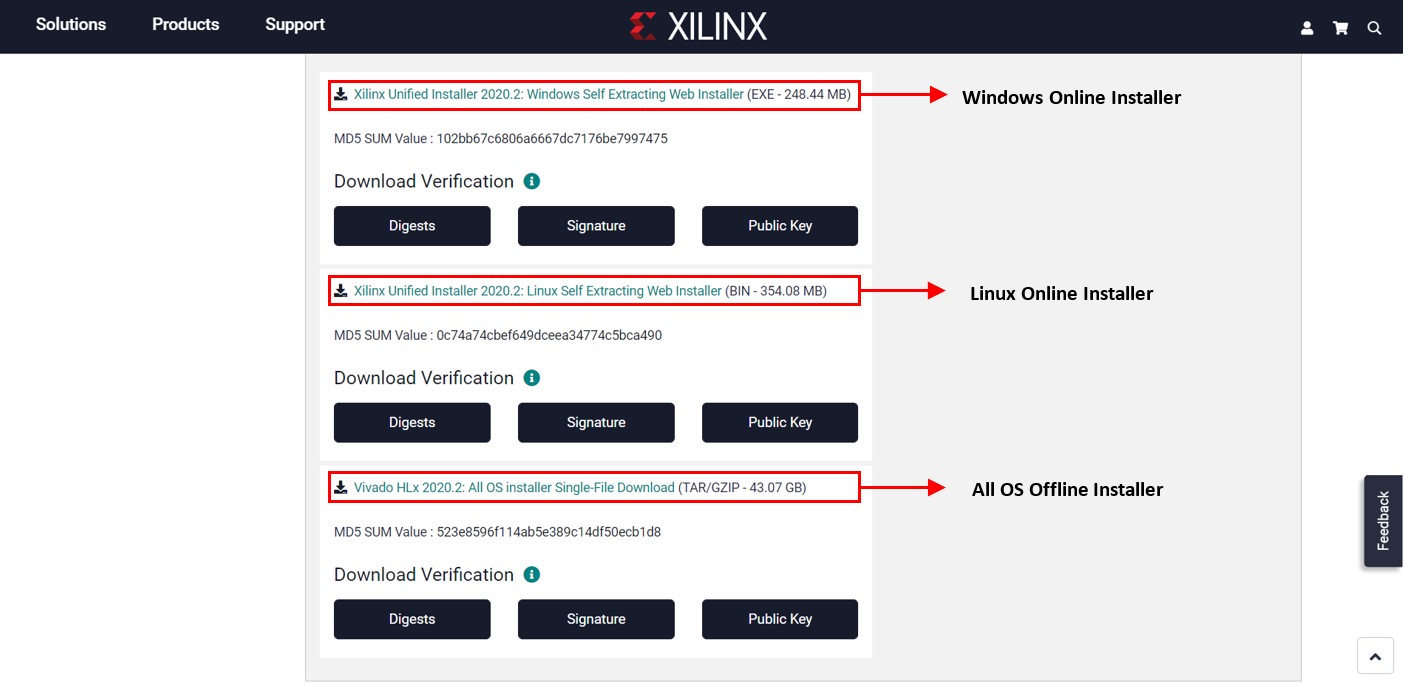 Solutions Products Support XILINX
Xilinx Unified Installer 2020.2: Windows Self Extracting Web Installer (EXE - 248.44 MB) Windows Online Installer
MD5 SUM Value : 102bb67c6806a6667dc7176be7997475
Download Verification
Digests Signature Public Key
Xilinx Unified Installer 2020.2: Linux Self Extracting Web Installer (BIN - 354.08 MB) Linux Online Installer
MD5 SUM Value : 0c74a74cbef649dceea34774c5bca490
Download Verification
Digests Signature Public Key
Vivado HLx 2020.2: All OS installer Single-File Download (TAR/GZIP - 43.07 GB) All OS Offline Installer
MD5 SUM Value : 523e8596f114ab5e389c14df50ecb1d8
Download Verification
Digests Signature Public Key
Feedback